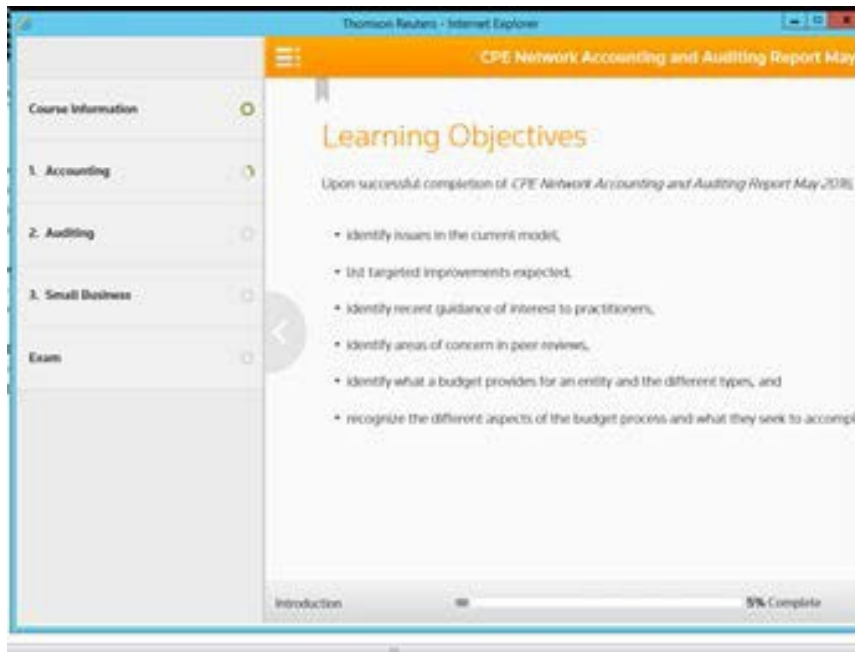 Thomson Reuters - Internet Explorer
CPE Network Accounting and Auditing Report May
Course Information
1. Accounting
2. Auditing
3. Small Business
Exam
Learning Objectives
Upon successful completion of CPE Network Accounting and Auditing Report May 2016,
• identify issues in the current model,
• list targeted improvements expected,
• identify recent guidance of interest to practitioners,
• identify areas of concern in peer reviews,
• identify what a budget provides for an entity and the different types, and
• recognize the different aspects of the budget process and what they seek to accompl
Introduction
5% Complete